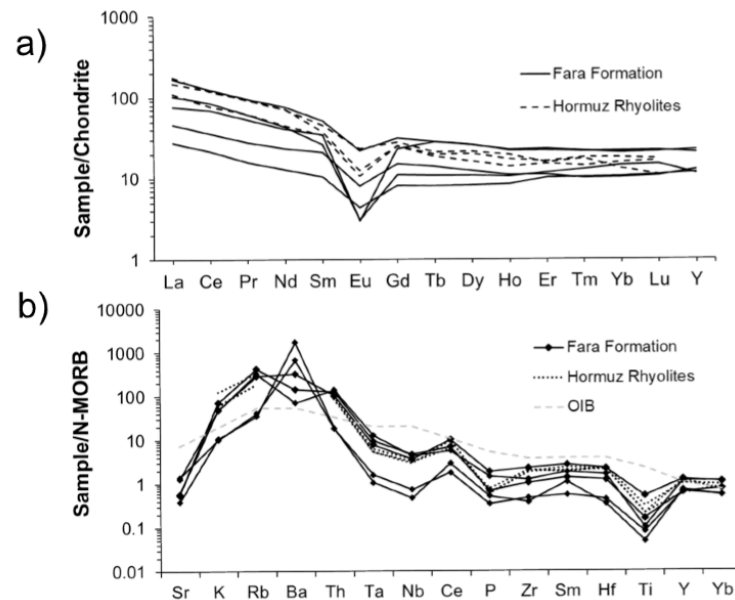 a)
1000
100
10
1
Sample/Chondrite
Fara Formation
Hormuz Rhyolites
La Ce Pr Nd Sm Eu Gd Tb Dy Ho Er Tm Yb Lu Y
b)
10000
1000
100
10
1
0.1
0.01
Sample/N-MORB
Fara Formation
Hormuz Rhyolites
OIB
Sr K Rb Ba Th Ta Nb Ce P Zr Sm Hf Ti Y Yb